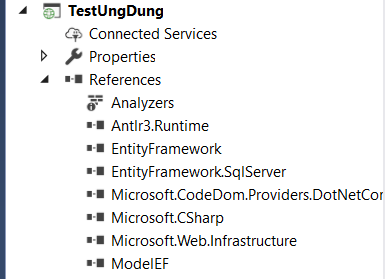 TestUngDung
Connected Services
Properties
References
Analyzers
Antlr3.Runtime
EntityFramework
EntityFramework.SqlServer
Microsoft.CodeDom.Providers.DotNetCor
Microsoft.CSharp
Microsoft.Web.Infrastructure
ModelEF